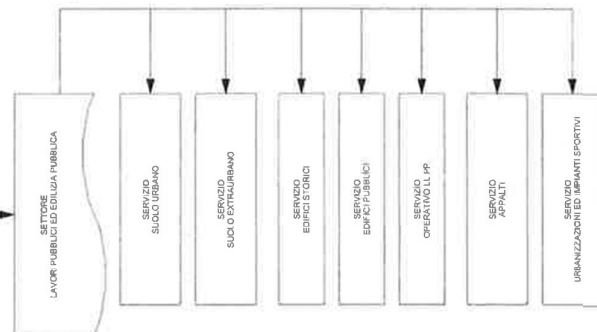 SETTORE
LAVORI PUBBLICI ED EDILIZIA PUBBLICA
SERVIZIO
SUOLO URBANO
SERVIZIO
SUOLO EXTRAURBANO
SERVIZIO
EDIFICI STORICI
SERVIZIO
EDIFICI PUBBLICI
SERVIZIO
OPERATIVO LL PP
SERVIZIO
APPALTI
SERVIZIO
URBANIZZAZIONI ED IMPIANTI SPORTIVI